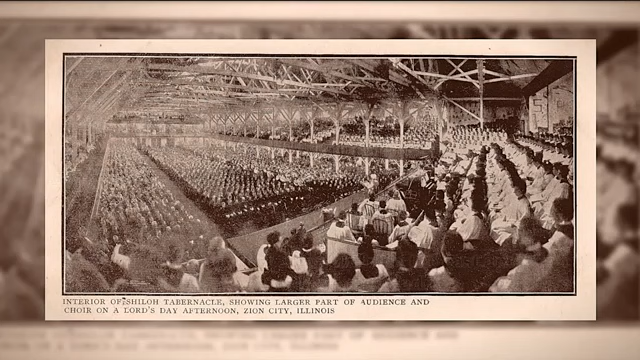 INTERIOR OF SHILOH TABERNACLE, SHOWING LARGER PART OF AUDIENCE AND
CHOIR ON A LORD'S DAY AFTERNOON, ZION CITY, ILLINOIS